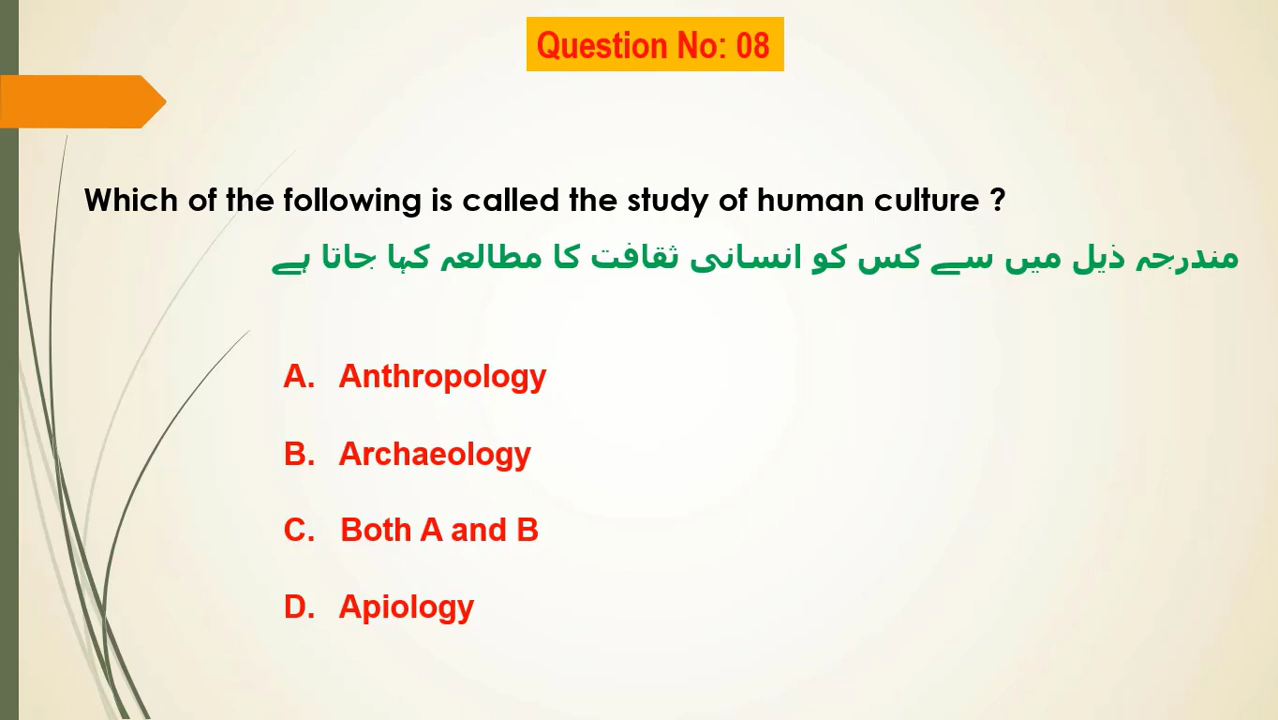 Question No: 08
Which of the following is called the study of human culture ?
مندرجہ ذیل میں سے کس کو انسانی ثقافت کا مطالعہ کہا جاتا ہے
A. Anthropology
B. Archaeology
C. Both A and B
D. Apiology